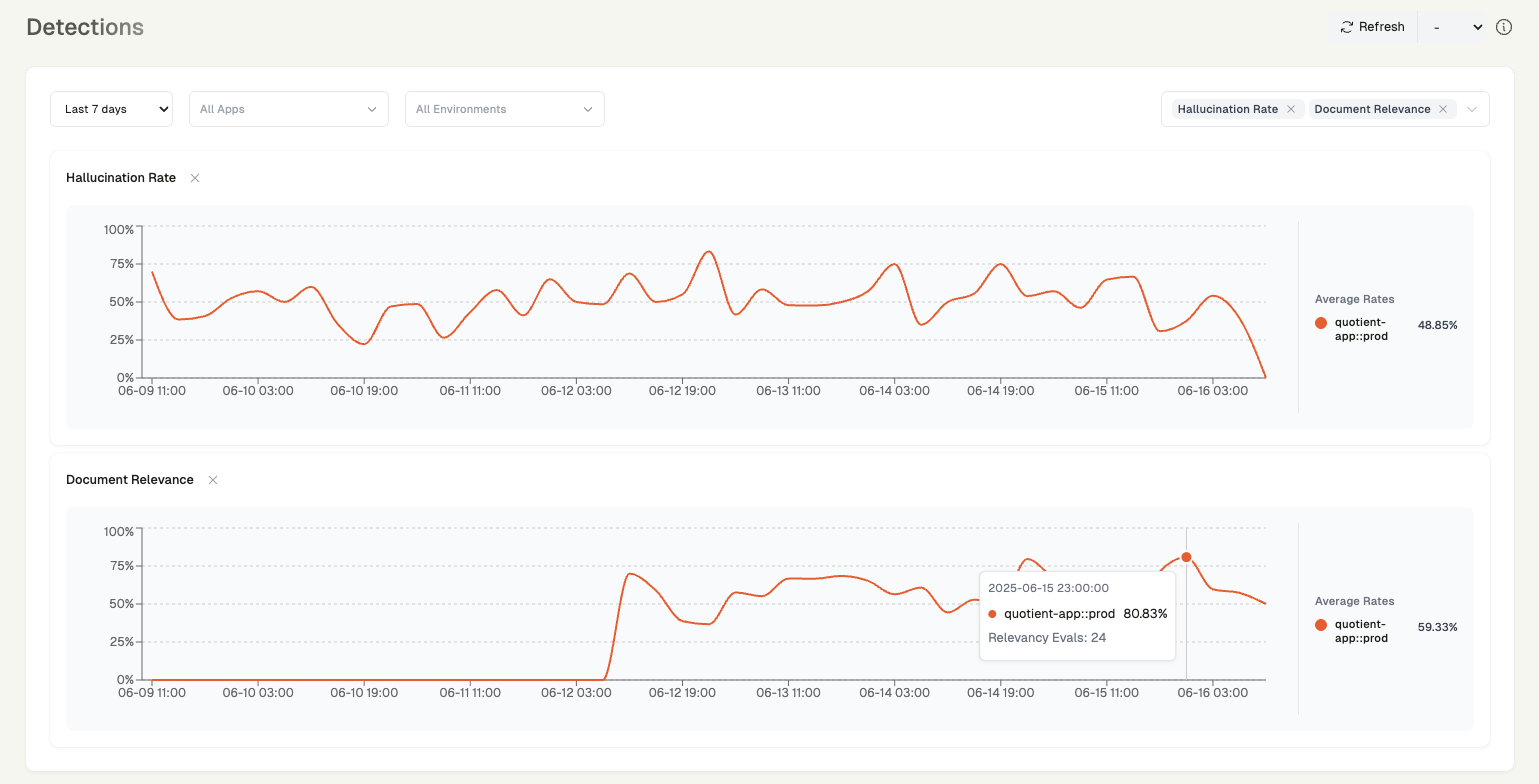 Detections
Refresh
-
Last 7 days
All Apps
All Environments
Hallucination Rate
Document Relevance
Hallucination Rate
100%
75%
50%
25%
0%
06-09 11:00 06-10 03:00 06-10 19:00 06-11 11:00 06-12 03:00 06-12 19:00 06-13 11:00 06-14 03:00 06-14 19:00 06-15 11:00 06-16 03:00
Average Rates
quotient-
app::prod
48.85%
Document Relevance
100%
75%
50%
25%
0%
06-09 11:00 06-10 03:00 06-10 19:00 06-11 11:00 06-12 03:00 06-12 19:00 06-13 11:00 06-14 03:00 06-14 19:00 06-15 11:00 06-16 03:00
2025-06-15 23:00:00
quotient-app::prod 80.83%
Relevancy Evals: 24
Average Rates
quotient-
app::prod
59.33%